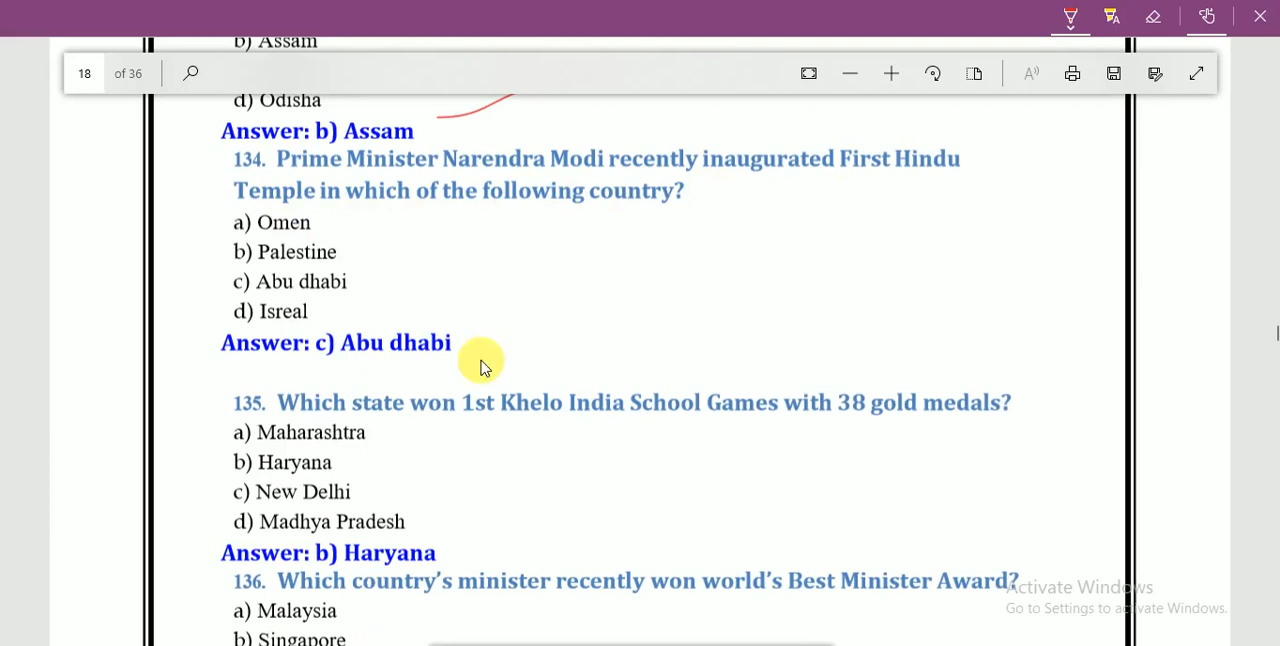 b) Assam
18 of 36
d) Odisha
Answer: b) Assam
134. Prime Minister Narendra Modi recently inaugurated First Hindu
Temple in which of the following country?
a) Omen
b) Palestine
c) Abu dhabi
d) Isreal
Answer: c) Abu dhabi
135. Which state won 1st Khelo India School Games with 38 gold medals?
a) Maharashtra
b) Haryana
c) New Delhi
d) Madhya Pradesh
Answer: b) Haryana
136. Which country’s minister recently won world’s Best Minister Award?
Activate Windows
Go to Settings to activate Windows.
a) Malaysia
b) Singapore